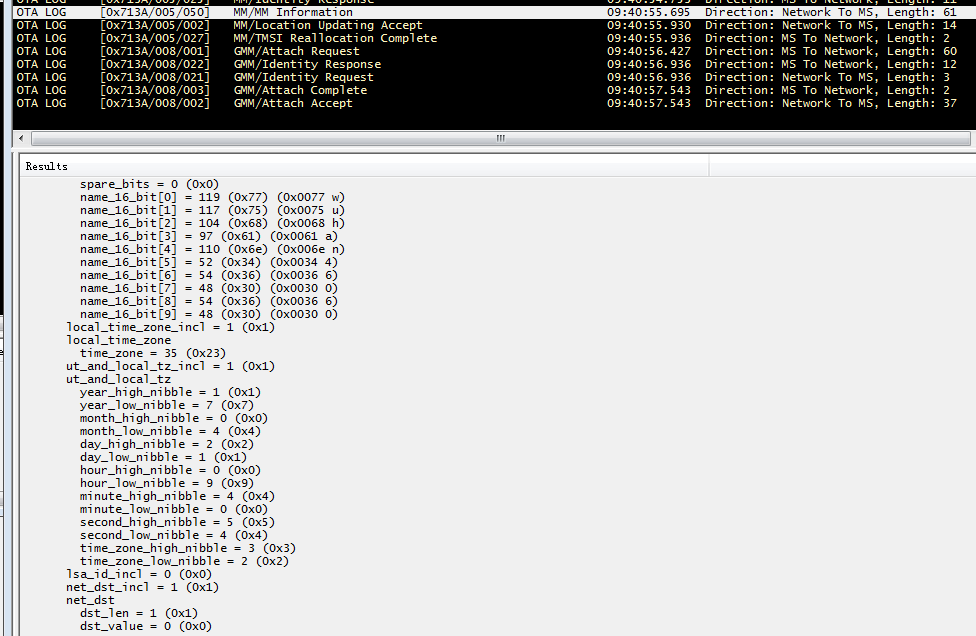 OTA LOG [0x713A/005/025] MM/Identity Response 09:40:54.795 Direction: MS To Network, Length: 11
OTA LOG [0x713A/005/050] MM/MM Information 09:40:55.695 Direction: Network To MS, Length: 61
OTA LOG [0x713A/005/002] MM/Location Updating Accept 09:40:55.930 Direction: Network To MS, Length: 14
OTA LOG [0x713A/005/027] MM/TMSI Reallocation Complete 09:40:55.936 Direction: MS To Network, Length: 2
OTA LOG [0x713A/008/001] GMM/Attach Request 09:40:56.427 Direction: MS To Network, Length: 60
OTA LOG [0x713A/008/022] GMM/Identity Response 09:40:56.936 Direction: MS To Network, Length: 12
OTA LOG [0x713A/008/021] GMM/Identity Request 09:40:56.936 Direction: Network To MS, Length: 3
OTA LOG [0x713A/008/003] GMM/Attach Complete 09:40:57.543 Direction: MS To Network, Length: 2
OTA LOG [0x713A/008/002] GMM/Attach Accept 09:40:57.543 Direction: Network To MS, Length: 37
Results
spare_bits = 0 (0x0)
name_16_bit[0] = 119 (0x77) (0x0077 w)
name_16_bit[1] = 117 (0x75) (0x0075 u)
name_16_bit[2] = 104 (0x68) (0x0068 h)
name_16_bit[3] = 97 (0x61) (0x0061 a)
name_16_bit[4] = 110 (0x6e) (0x006e n)
name_16_bit[5] = 52 (0x34) (0x0034 4)
name_16_bit[6] = 54 (0x36) (0x0036 6)
name_16_bit[7] = 48 (0x30) (0x0030 0)
name_16_bit[8] = 54 (0x36) (0x0036 6)
name_16_bit[9] = 48 (0x30) (0x0030 0)
local_time_zone_incl = 1 (0x1)
local_time_zone
time_zone = 35 (0x23)
ut_and_local_tz_incl = 1 (0x1)
ut_and_local_tz
year_high_nibble = 1 (0x1)
year_low_nibble = 7 (0x7)
month_high_nibble = 0 (0x0)
month_low_nibble = 4 (0x4)
day_high_nibble = 2 (0x2)
day_low_nibble = 1 (0x1)
hour_high_nibble = 0 (0x0)
hour_low_nibble = 9 (0x9)
minute_high_nibble = 4 (0x4)
minute_low_nibble = 0 (0x0)
second_high_nibble = 5 (0x5)
second_low_nibble = 4 (0x4)
time_zone_high_nibble = 3 (0x3)
time_zone_low_nibble = 2 (0x2)
lsa_id_incl = 0 (0x0)
net_dst_incl = 1 (0x1)
net_dst
dst_len = 1 (0x1)
dst_value = 0 (0x0)